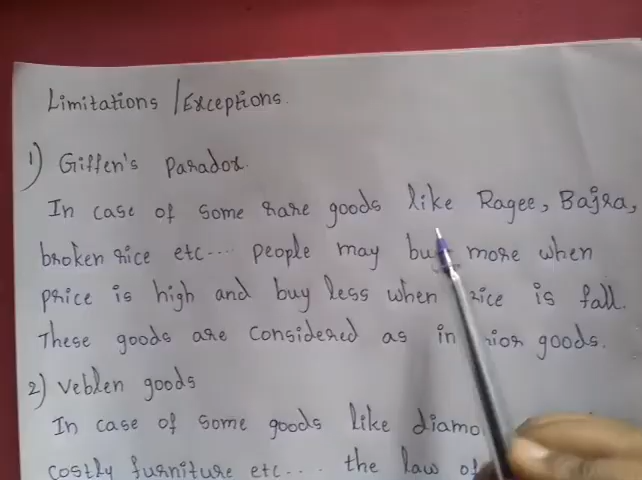 Limitations / Exceptions.
1) Giffen's Paradox.
In case of some rare goods like Ragee, Bajra,
broken rice etc.... people may buy more when
price is high and buy less when price is fall.
These goods are considered as inferior goods.
2) Veblen goods
In case of some goods like
costly furniture etc.... the law of